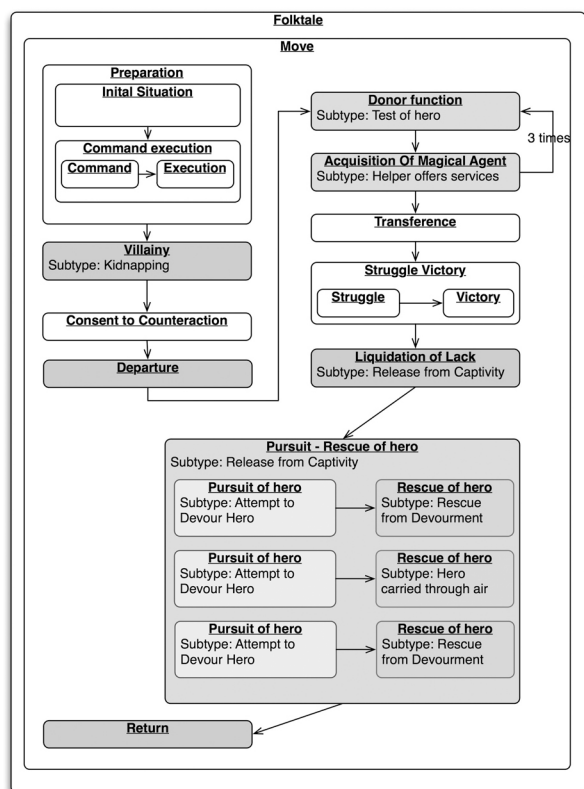 Folktale
Move
Preparation
Inital Situation
Command execution
Command
Execution
Villainy
Subtype: Kidnapping
Consent to Counteraction
Departure
Donor function
Subtype: Test of hero
3 times
Acquisition Of Magical Agent
Subtype: Helper offers services
Transference
Struggle Victory
Struggle
Victory
Liquidation of Lack
Subtype: Release from Captivity
Pursuit - Rescue of hero
Subtype: Release from Captivity
Pursuit of hero
Subtype: Attempt to
Devour Hero
Rescue of hero
Subtype: Rescue
from Devourment
Pursuit of hero
Subtype: Attempt to
Devour Hero
Rescue of hero
Subtype: Hero
carried through air
Pursuit of hero
Subtype: Attempt to
Devour Hero
Rescue of hero
Subtype: Rescue
from Devourment
Return